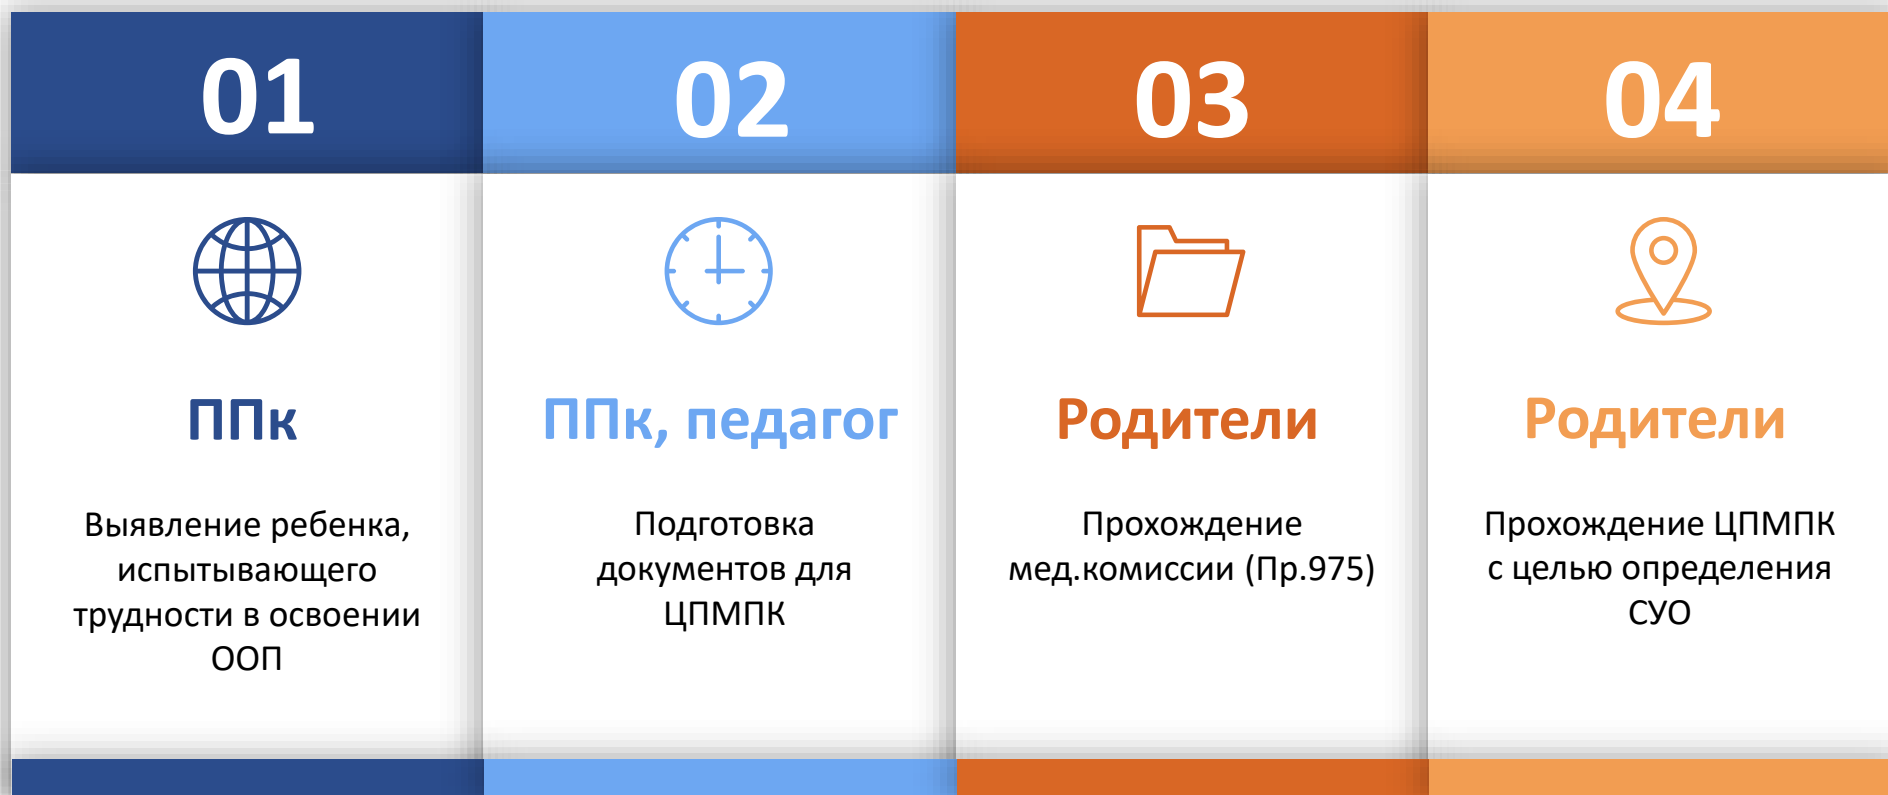 01
ППк
Выявление ребенка,
испытывающего
трудности в освоении
ООП
02
ППк, педагог
Подготовка
документов для
ЦПМПК
03
Родители
Прохождение
мед.комиссии (Пр.975)
04
Родители
Прохождение ЦПМПК
с целью определения
СУО